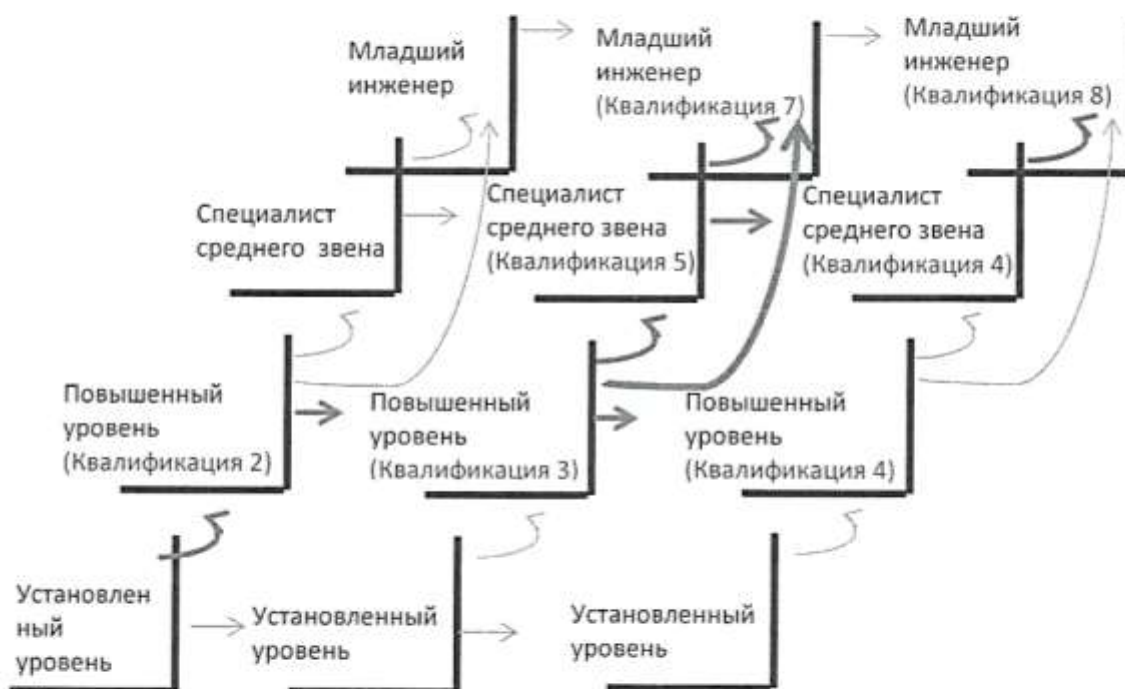 Младший
инженер
Младший
инженер
(Квалификация 7)
Младший
инженер
(Квалификация 8)
Специалист
среднего звена
Специалист
среднего звена
(Квалификация 5)
Специалист
среднего звена
(Квалификация 4)
Повышенный
уровень
(Квалификация 2)
Повышенный
уровень
(Квалификация 3)
Повышенный
уровень
(Квалификация 4)
Установлен
ный
уровень
Установленный
уровень
Установленный
уровень